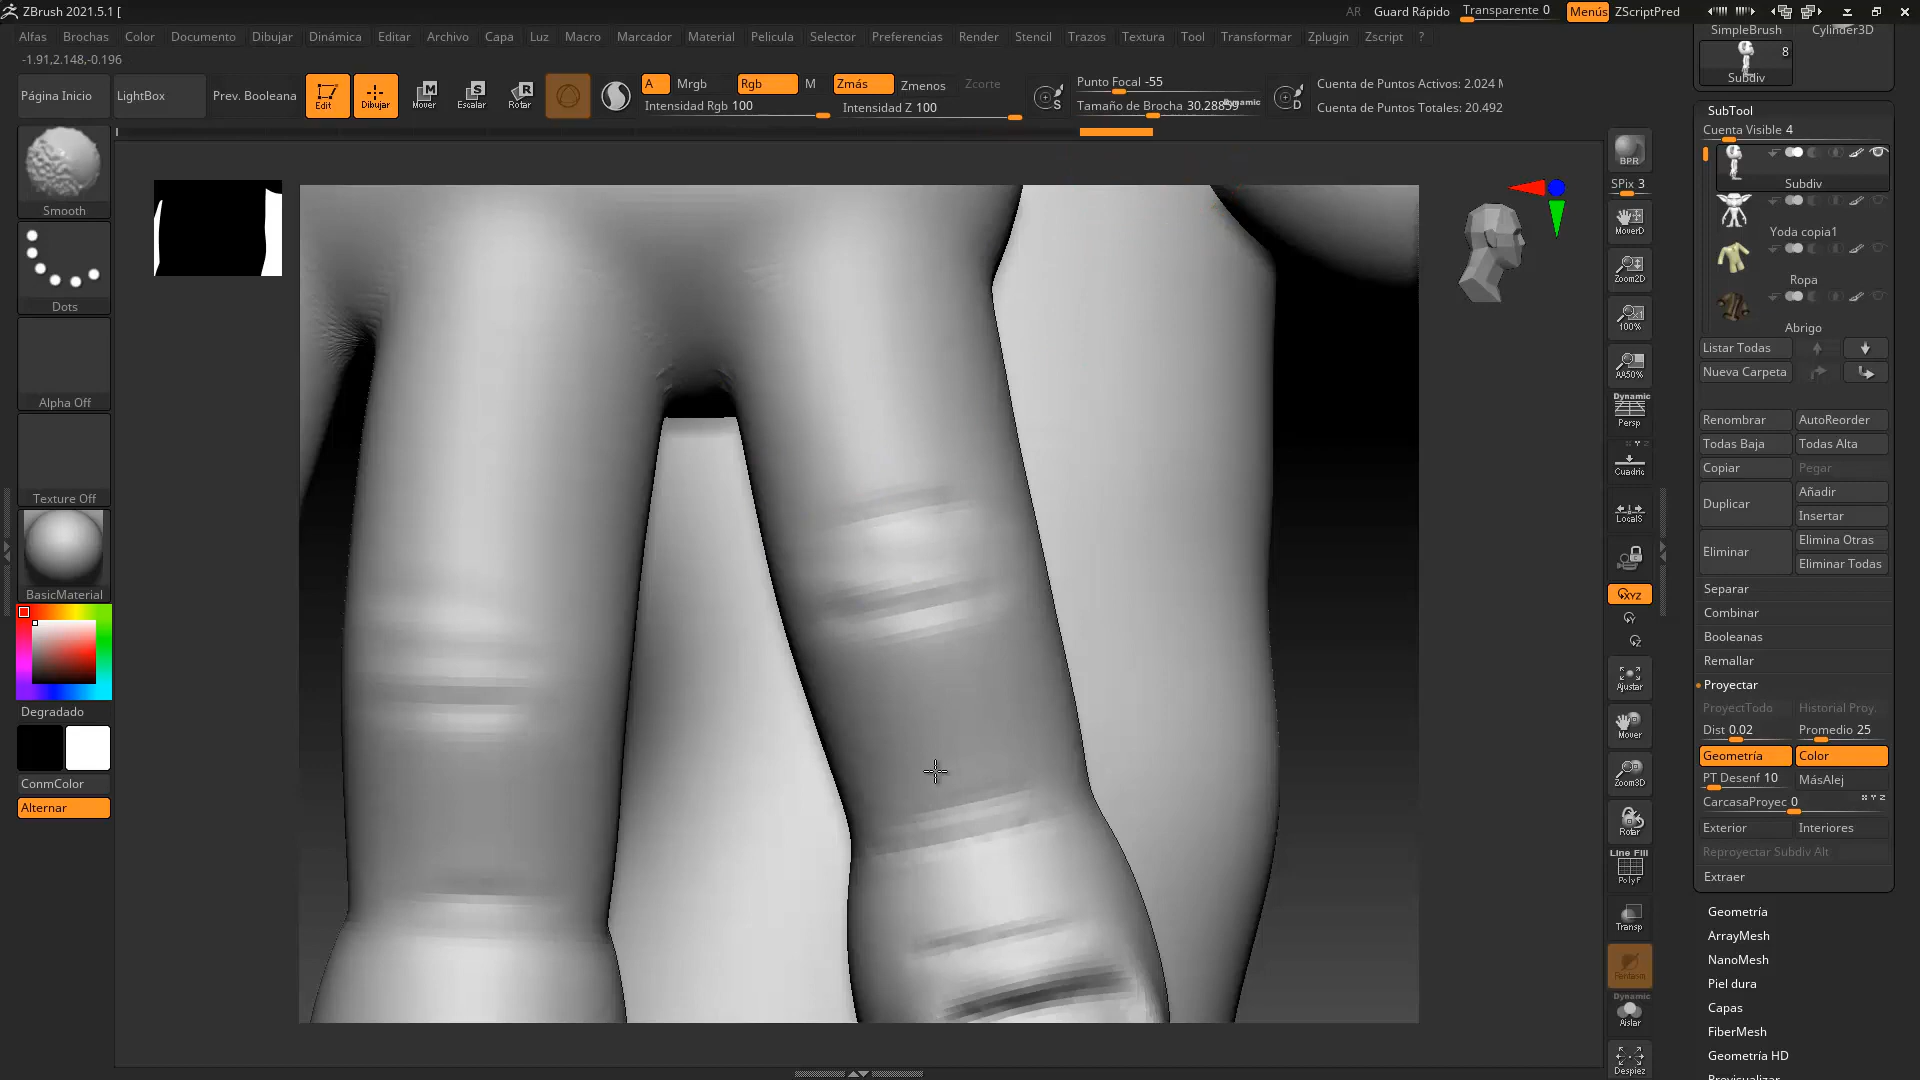 ZBrush 2021.5.1 [
AR
Guard Rápido
Transparente 0
Menús
ZScriptPred
Alfas
Brochas
Color
Documento
Dibujar
Dinámica
Editar
Archivo
Capa
Luz
Macro
Marcador
Material
Pelicula
Selector
Preferencias
Render
Stencil
Trazos
Textura
Tool
Transformar
Zplugin
Zscript
?
-1.91,2.148,-0.196
Página Inicio
LightBox
Prev. Booleana
Edit
Dibujar
Mover
Escalar
Rotar
A
Mrgb
Rgb
M
Zmás
Zmenos
Zcorte
Intensidad Rgb 100
Intensidad Z 100
S
Punto Focal -55
Tamaño de Brocha 30.28859
Dynamic
D
Cuenta de Puntos Activos: 2.024 M
Cuenta de Puntos Totales: 20.492
Smooth
Dots
Alpha Off
Texture Off
BasicMaterial
Degradado
ConmColor
Alternar
BPR
SPix 3
MoverD
Zoom2D
100%
AA50%
Dynamic
Persp
Cuadríc
LocalS
XYZ
Y
Z
Ajustar
Mover
Zoom3D
Rotar
Line Fill
PolyF
Transp
Fantasm
Dynamic
Aislar
Despiez
SimpleBrush
Cylinder3D
8
Subdiv
SubTool
Cuenta Visible 4
Subdiv
Yoda copia1
Ropa
Abrigo
Listar Todas
Nueva Carpeta
Renombrar
AutoReorder
Todas Baja
Todas Alta
Copiar
Pegar
Duplicar
Añadir
Insertar
Eliminar
Elimina Otras
Eliminar Todas
Separar
Combinar
Booleanas
Remallar
Proyectar
ProyectTodo
Historial Proy.
Dist 0.02
Promedio 25
Geometría
Color
PT Desenf 10
MásAlej
CarcasaProyec 0
X Y Z
Exterior
Interiores
Reproyectar Subdiv Alt
Extraer
Geometría
ArrayMesh
NanoMesh
Piel dura
Capas
FiberMesh
Geometría HD
Previsualizar